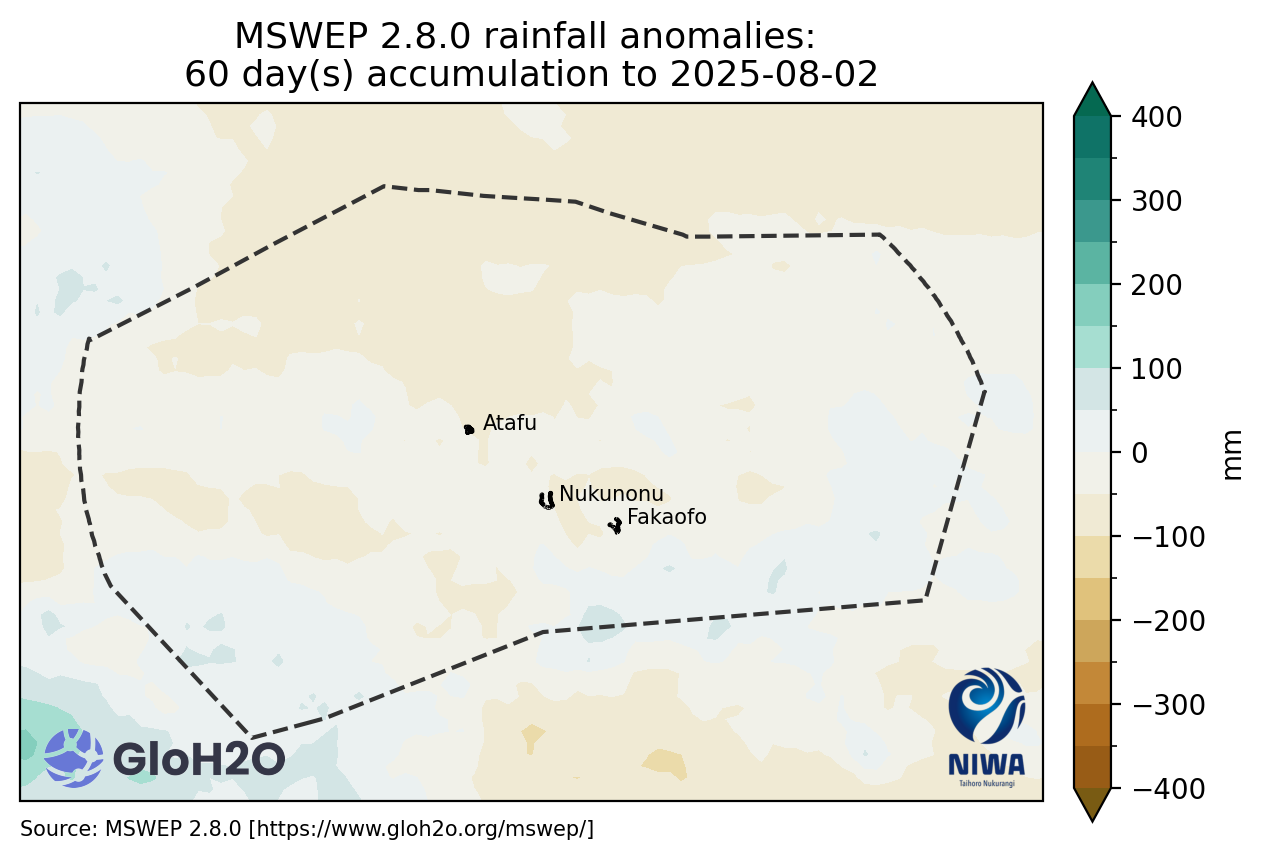 MSWEP 2.8.0 rainfall anomalies:
60 day(s) accumulation to 2025-08-02
400
300
200
100
0
−100
−200
−300
−400
mm
Atafu
Nukunonu
Fakaofo
GloH2O
NIWA
Taihoro Nukurangi
Source: MSWEP 2.8.0 [https://www.gloh2o.org/mswep/]